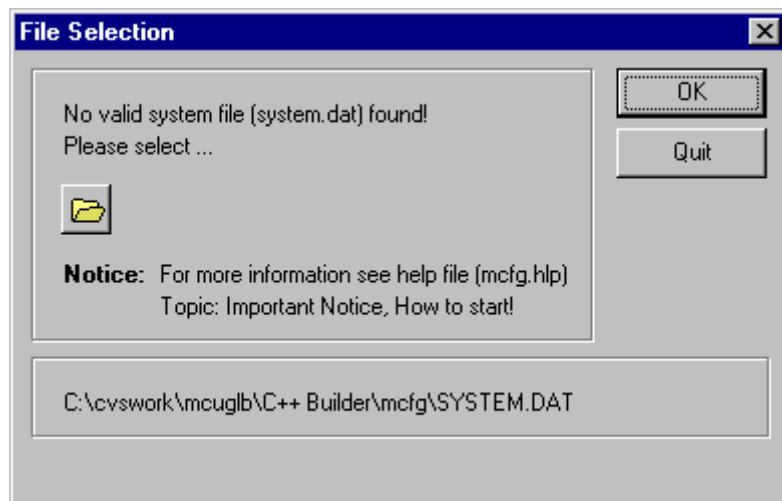 File Selection
No valid system file (system.dat) found!
Please select ...
OK
Quit
Notice: For more information see help file (mcfg.hlp)
Topic: Important Notice, How to start!
C:\cvswork\mcuglb\C++ Builder\mcfg\SYSTEM.DAT